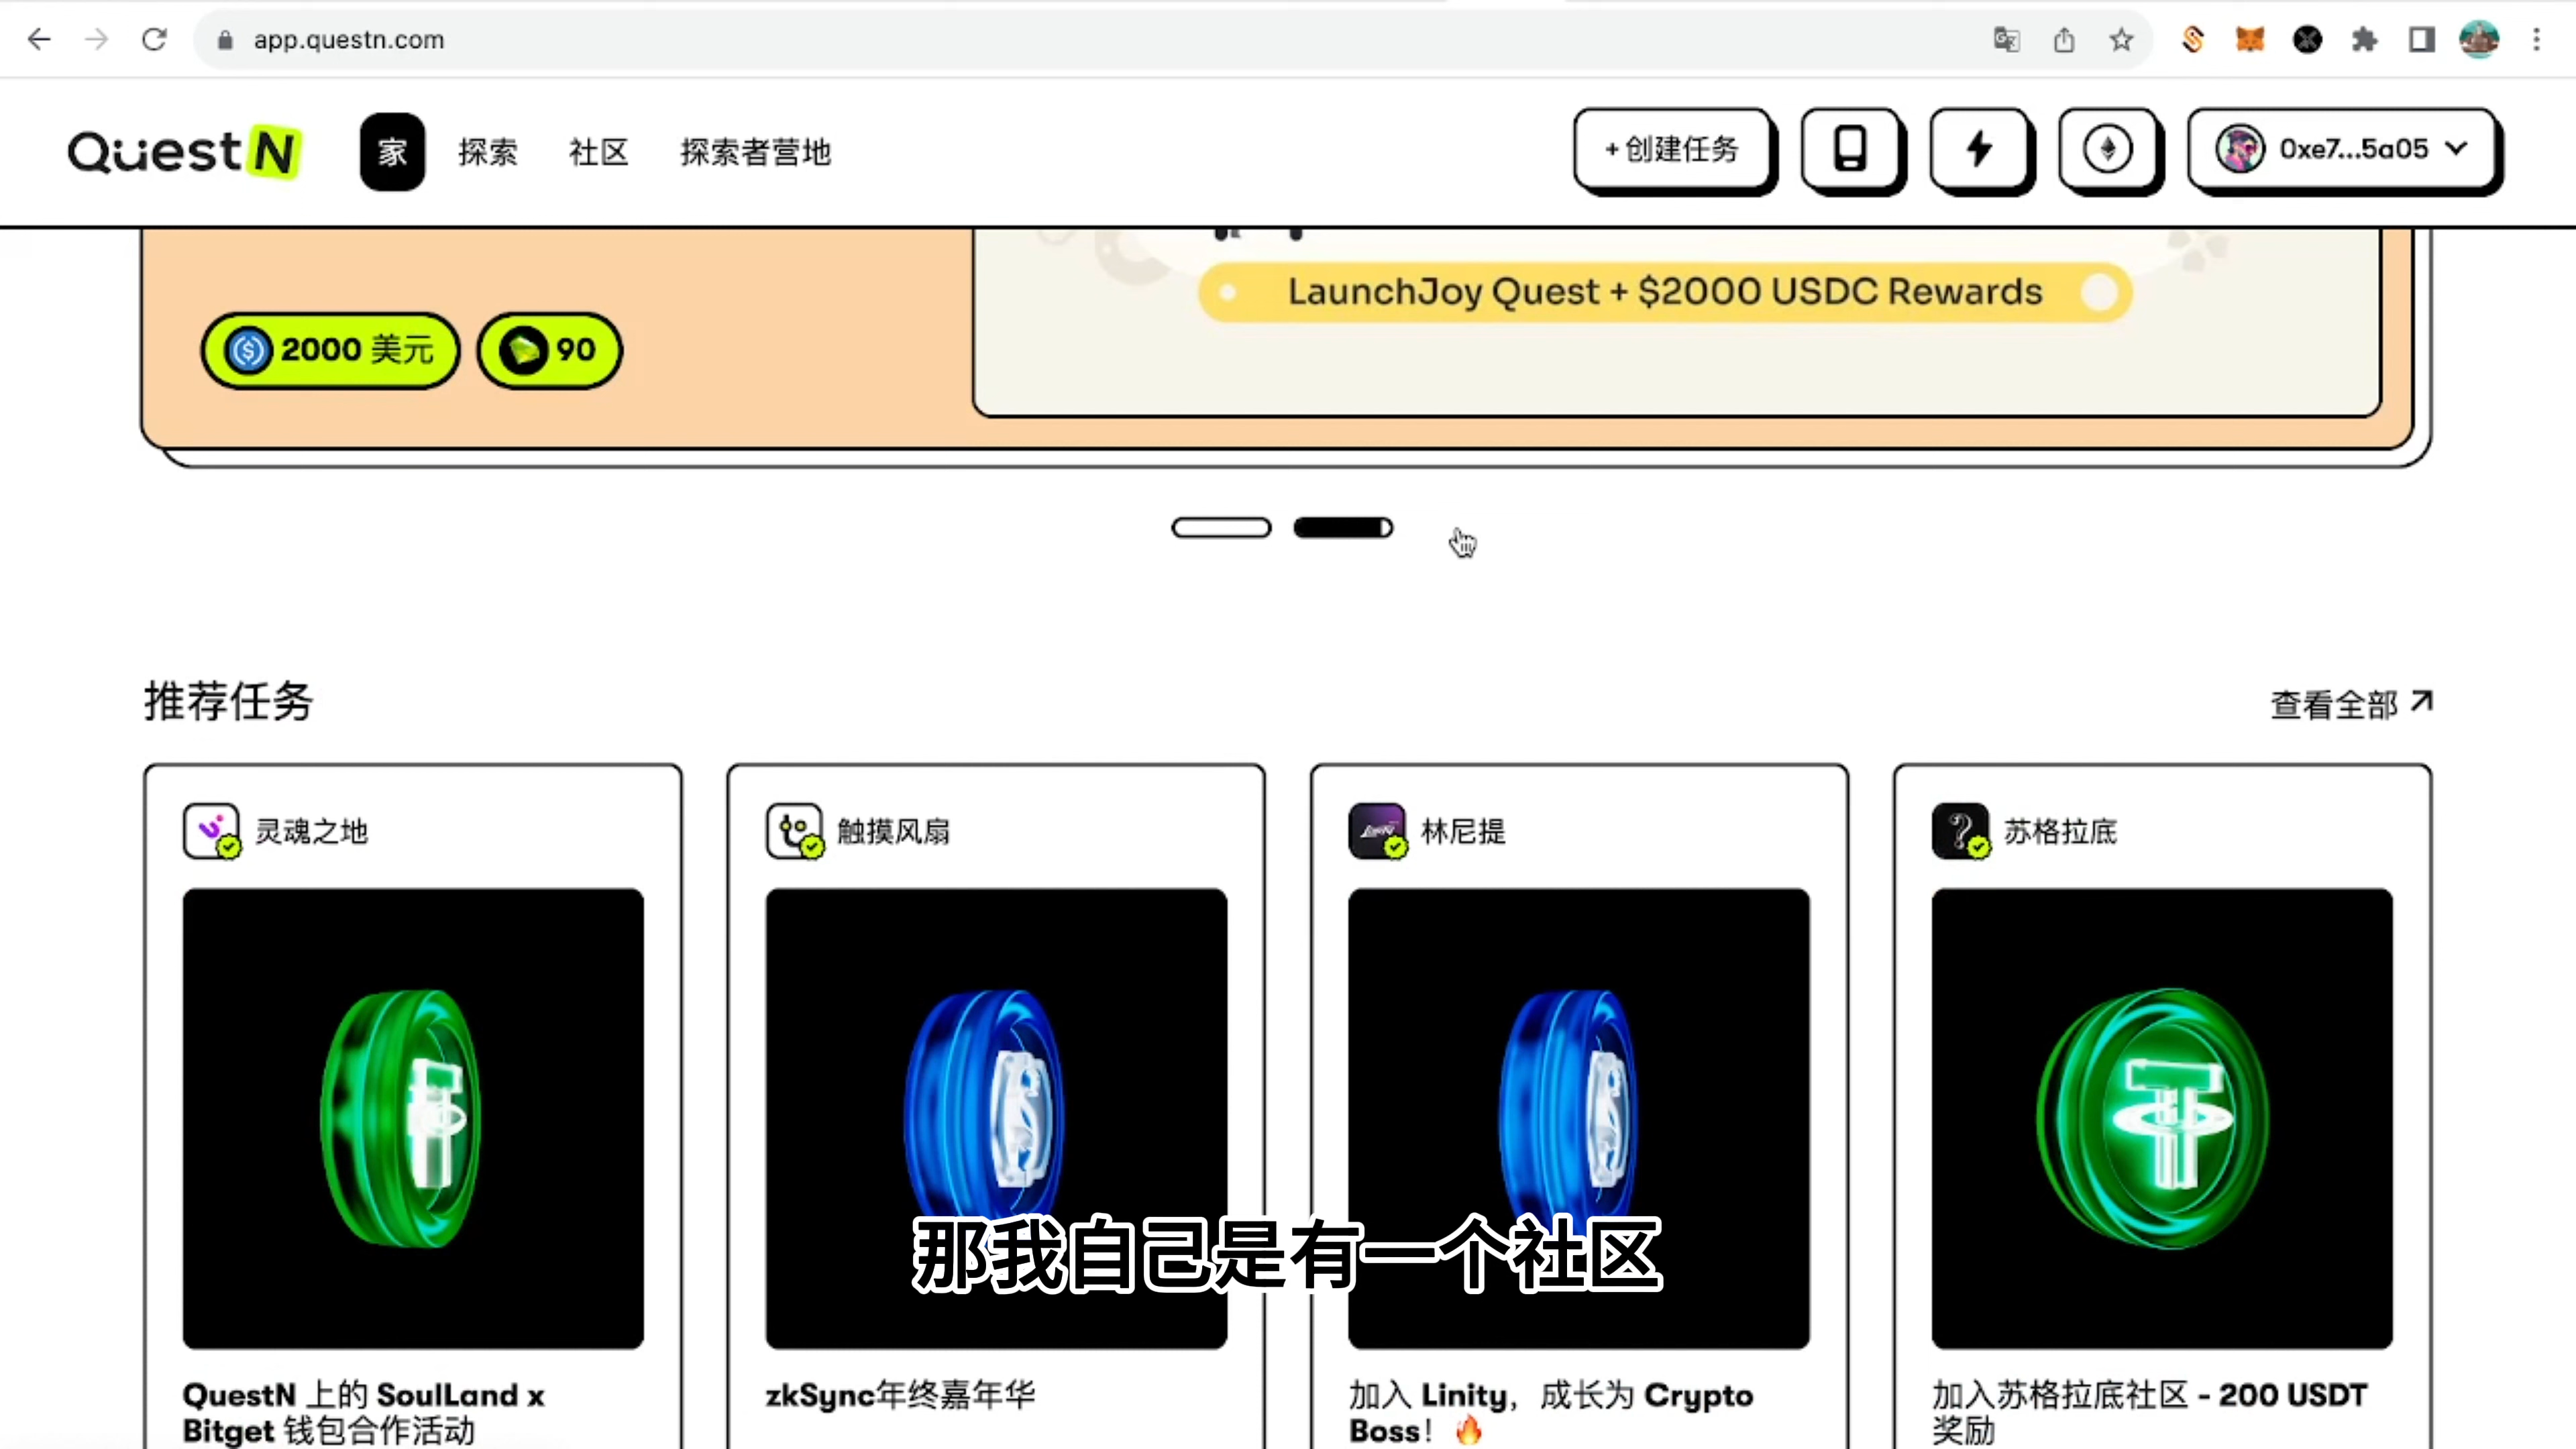 app.questn.com
QuestN
家 探索 社区 探索者营地
+创建任务
0xe7...5a05
LaunchJoy Quest + $2000 USDC Rewards
2000 美元
90
推荐任务
查看全部
灵魂之地
触摸风扇
林尼提
苏格拉底
那我自己是有一个社区
QuestN 上的 SoulLand x
Bitget 钱包合作活动
zkSync年终嘉年华
加入 Linity，成长为 Crypto
Boss！🔥
加入苏格拉底社区 - 200 USDT
奖励